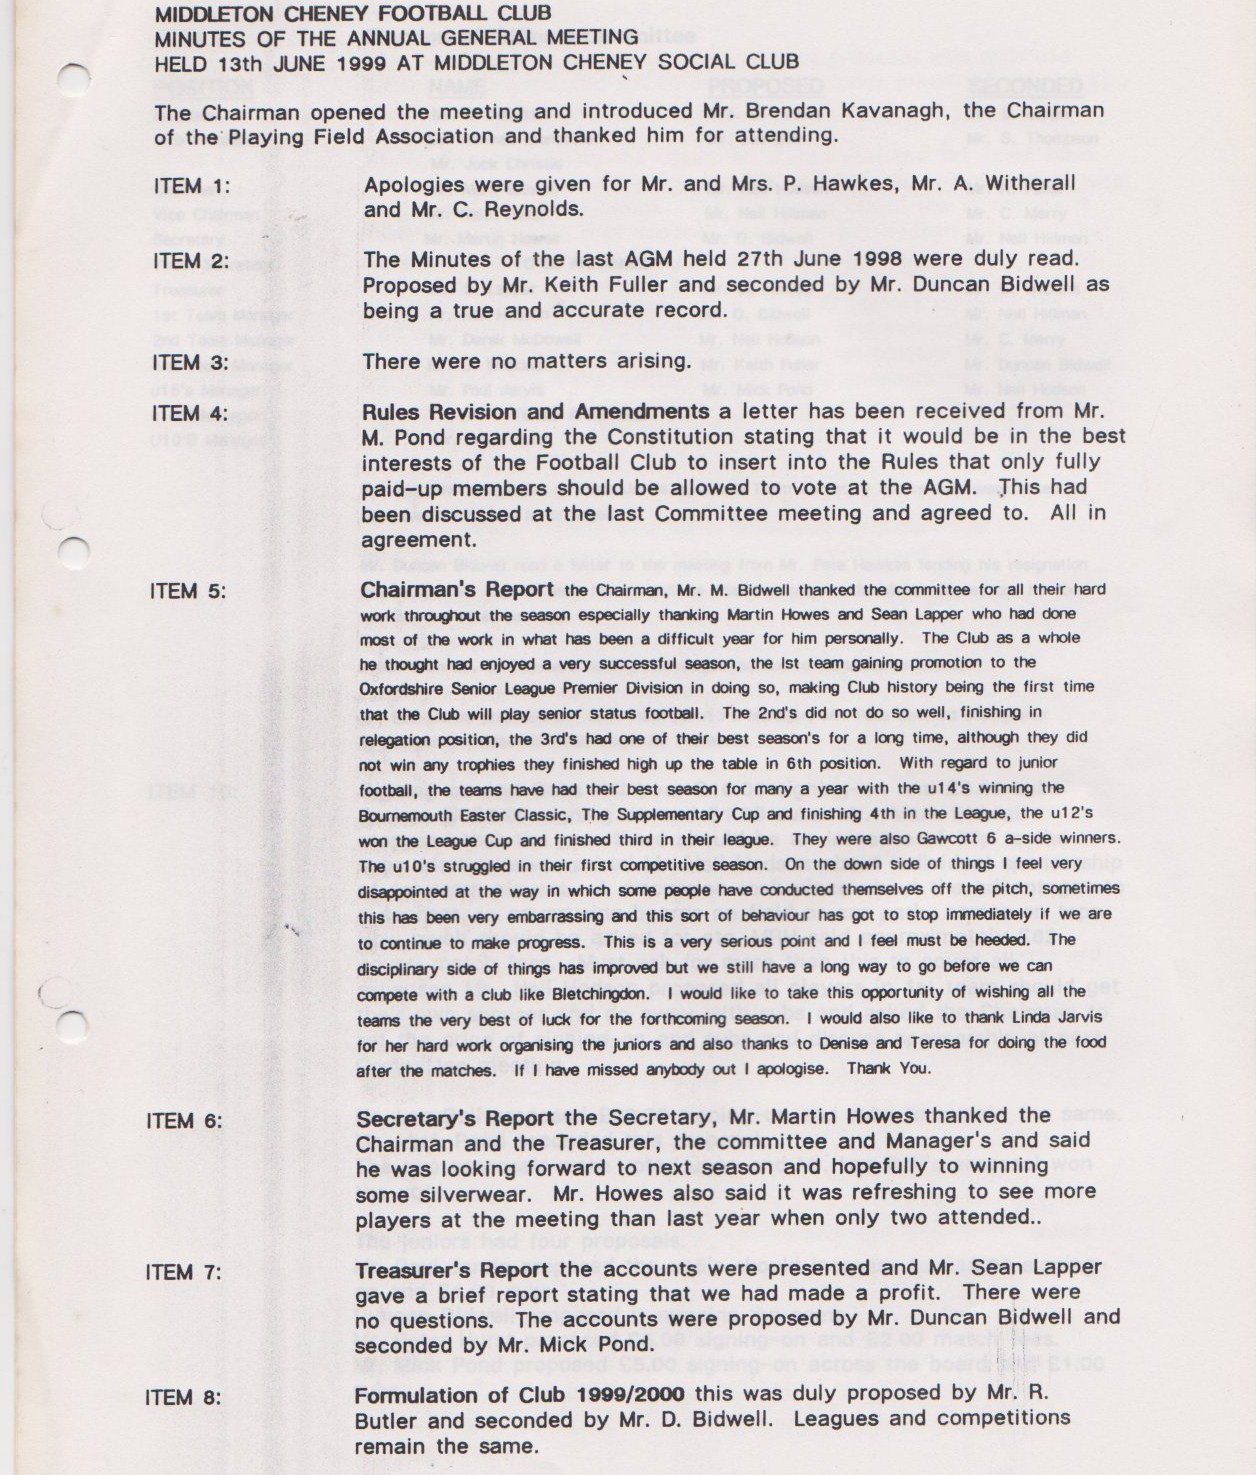 MIDDLETON CHENEY FOOTBALL CLUB
MINUTES OF THE ANNUAL GENERAL MEETING
HELD 13th JUNE 1999 AT MIDDLETON CHENEY SOCIAL CLUB
The Chairman opened the meeting and introduced Mr. Brendan Kavanagh, the Chairman
of the Playing Field Association and thanked him for attending.
ITEM 1: Apologies were given for Mr. and Mrs. P. Hawkes, Mr. A. Witherall
and Mr. C. Reynolds.
ITEM 2: The Minutes of the last AGM held 27th June 1998 were duly read.
Proposed by Mr. Keith Fuller and seconded by Mr. Duncan Bidwell as
being a true and accurate record.
ITEM 3: There were no matters arising.
ITEM 4: Rules Revision and Amendments a letter has been received from Mr.
M. Pond regarding the Constitution stating that it would be in the best
interests of the Football Club to insert into the Rules that only fully
paid-up members should be allowed to vote at the AGM. This had
been discussed at the last Committee meeting and agreed to. All in
agreement.
ITEM 5: Chairman's Report the Chairman, Mr. M. Bidwell thanked the committee for all their hard
work throughout the season especially thanking Martin Howes and Sean Lapper who had done
most of the work in what has been a difficult year for him personally. The Club as a whole
he thought had enjoyed a very successful season, the Ist team gaining promotion to the
Oxfordshire Senior League Premier Division in doing so, making Club history being the first time
that the Club will play senior status football. The 2nd's did not do so well, finishing in
relegation position, the 3rd's had one of their best season's for a long time, although they did
not win any trophies they finished high up the table in 6th position. With regard to junior
football, the teams have had their best season for many a year with the u14's winning the
Bournemouth Easter Classic, The Supplementary Cup and finishing 4th in the League, the u12's
won the League Cup and finished third in their league. They were also Gawcott 6 a-side winners.
The u10's struggled in their first competitive season. On the down side of things I feel very
disappointed at the way in which some people have conducted themselves off the pitch, sometimes
this has been very embarrassing and this sort of behaviour has got to stop immediately if we are
to continue to make progress. This is a very serious point and I feel must be heeded. The
disciplinary side of things has improved but we still have a long way to go before we can
compete with a club like Bletchingdon. I would like to take this opportunity of wishing all the
teams the very best of luck for the forthcoming season. I would also like to thank Linda Jarvis
for her hard work organising the juniors and also thanks to Denise and Teresa for doing the food
after the matches. If I have missed anybody out I apologise. Thank You.
ITEM 6: Secretary's Report the Secretary, Mr. Martin Howes thanked the
Chairman and the Treasurer, the committee and Manager's and said
he was looking forward to next season and hopefully to winning
some silverwear. Mr. Howes also said it was refreshing to see more
players at the meeting than last year when only two attended..
ITEM 7: Treasurer's Report the accounts were presented and Mr. Sean Lapper
gave a brief report stating that we had made a profit. There were
no questions. The accounts were proposed by Mr. Duncan Bidwell and
seconded by Mr. Mick Pond.
ITEM 8: Formulation of Club 1999/2000 this was duly proposed by Mr. R.
Butler and seconded by Mr. D. Bidwell. Leagues and competitions
remain the same.